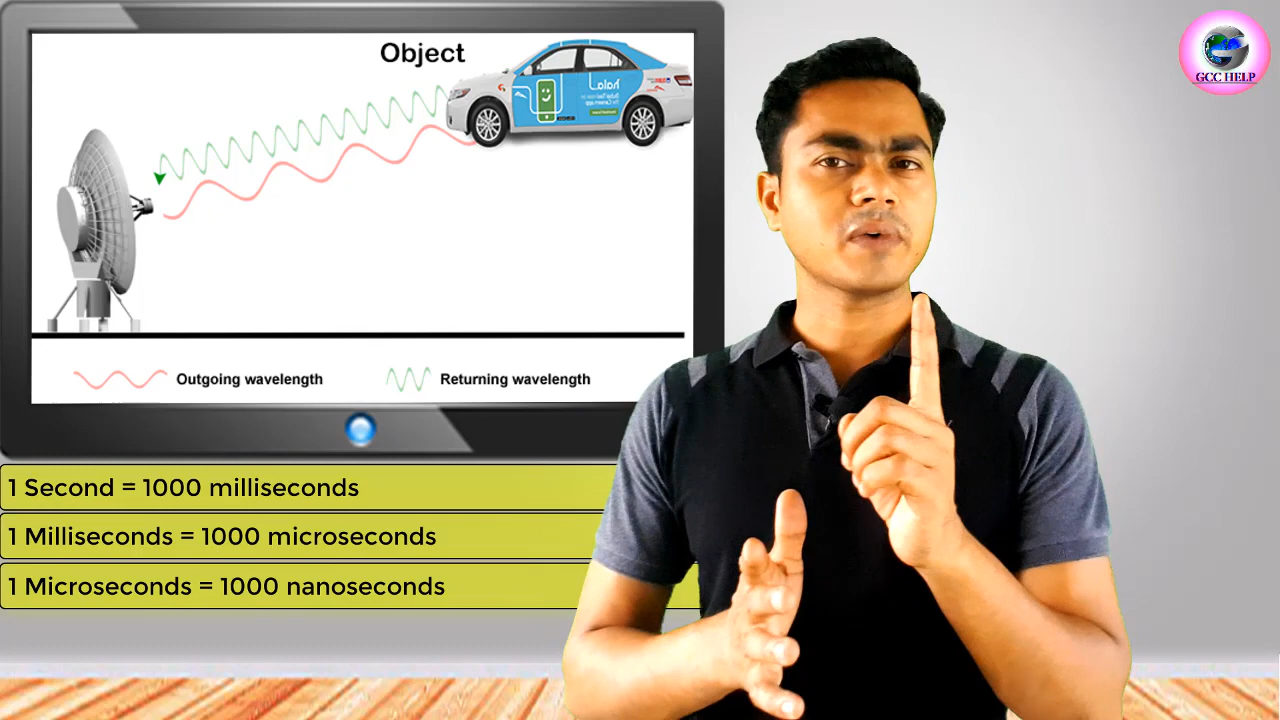 Object
Outgoing wavelength
Returning wavelength
1 Second = 1000 milliseconds
1 Milliseconds = 1000 microseconds
1 Microseconds = 1000 nanoseconds
GCC HELP